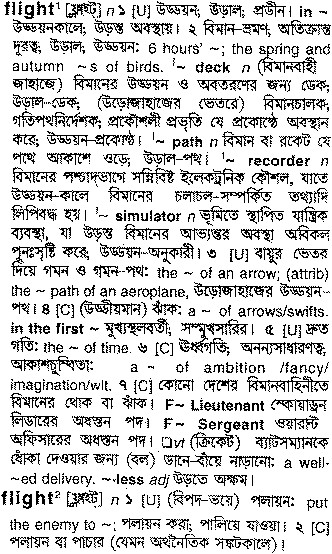 flight¹ [ফ্লাইট্] n ১ [U] উড্ডয়ন; উড়াল; প্রডীন। in ~
উড্ডয়নকালে, উড়ন্ত অবস্থায়। ২ বিমান-ভ্রমণ; অতিক্রান্ত
দূরত্ব, উড়াল, উড্ডয়ন: 6 hours' ~; the spring and
autumn ~s of birds. '~ deck n (বিমানবাহী
জাহাজে) বিমানের উড্ডয়ন ও অবতরণের জন্য ডেক;
উড়াল-ডেক; (উড়োজাহাজের ভেতরে) বিমানচালক,
গতিপথনির্দেশক, প্রকৌশলী প্রভৃতি যে প্রকোষ্ঠে অবস্থান
করে; উড্ডয়ন-প্রকোষ্ঠ। '~ path n বিমান বা রকেট যে
পথে আকাশে ওড়ে; উড়াল-পথ। '~ recorder n
বিমানের পশ্চাদ্ভাগে সন্নিবিষ্ট ইলেকট্রনিক কৌশল, যাতে
উড্ডয়ন-কালে বিমানের চলাচল-সম্পর্কিত তথ্যাদি
লিপিবদ্ধ হয়। '~ simulator n ভূমিতে স্থাপিত যান্ত্রিক
ব্যবস্থা, যা উড়ন্ত বিমানের আভ্যন্তর অবস্থা অবিকল
পুনঃসৃষ্টি করে; উড্ডয়ন-অনুকারী। ৩ [U] বায়ুর ভেতর
দিয়ে গমন ও গমন-পথ: the ~ of an arrow; (attrib)
the ~ path of an aeroplane, উড়োজাহাজের উড্ডয়ন-
পথ। ৪ [C] (উড্ডীয়মান) ঝাঁক: a ~ of arrows/swifts.
in the first ~ মুখ্যস্থলবর্তী; সম্মুখসারির। ৫ [U] দ্রুত
গতি: the ~ of time. ৬ [C] ঊর্ধ্বগতি; অনন্যসাধারণত্ব;
আকাশচুম্বিতা: a ~ of ambition /fancy/
imagination/wit. ৭ [C] কোনো দেশের বিমানবাহিনীতে
বিমানের থোক বা ঝাঁক। F~ Lieutenant স্কোয়াড্রন
লিডারের অধস্তন পদ। F~ Sergeant ওয়ারান্ট
অফিসারের অধস্তন পদ। □vt (ক্রিকেট) ব্যাটসম্যানকে
ধোঁকা দেওয়ার জন্য (বল) ডানে-বাঁয়ে নাড়ানো: a well-
~ed delivery. ~less adj উড়তে অক্ষম।
flight² [ফ্লাইট্] n ১ [U] (বিপদ-ভয়ে) পলায়ন: put
the enemy to ~; পলায়ন করা; পালিয়ে যাওয়া। ২ [C]
পলায়ন বা পাচার (যেমন অর্থনৈতিক সঙ্কটকালে)।